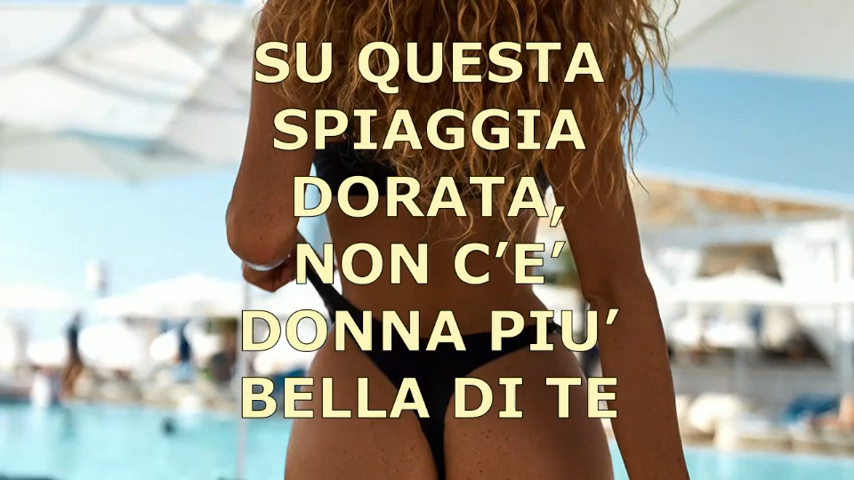 SU QUESTA
SPIAGGIA
DORATA,
NON C’E’
DONNA PIU’
BELLA DI TE